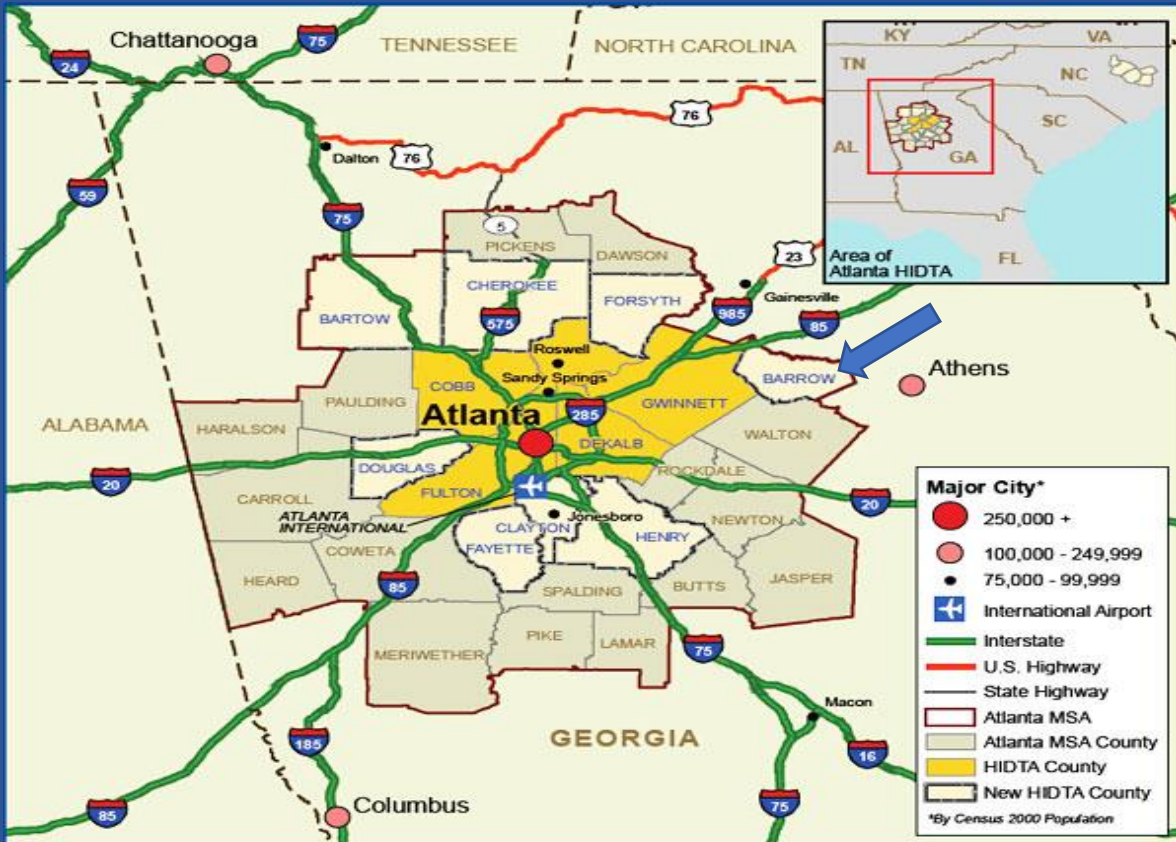 Chattanooga
75
TENNESSEE
NORTH CAROLINA
24
76
Dalton
76
59
75
5
PICKENS
DAWSON
23
CHEROKEE
FORSYTH
Gainesville
BARTOW
575
985
85
Roswell
Sandy Springs
COBB
BARROW
Athens
PAULDING
GWINNETT
Atlanta
285
ALABAMA
HARALSON
DEKALB
WALTON
DOUGLAS
ROCKDALE
20
FULTON
20
CARROLL
ATLANTA
INTERNATIONAL
Jonesboro
NEWTON
CLAYTON
FAYETTE
HENRY
COWETA
HEARD
85
BUTTS
JASPER
SPALDING
PIKE
LAMAR
MERIWETHER
75
Macon
185
GEORGIA
16
Columbus
85
75
KY
VA
TN
NC
SC
AL
GA
FL
Area of
Atlanta HIDTA
Major City*
250,000 +
100,000 - 249,999
75,000 - 99,999
International Airport
Interstate
U.S. Highway
State Highway
Atlanta MSA
Atlanta MSA County
HIDTA County
New HIDTA County
*By Census 2000 Population